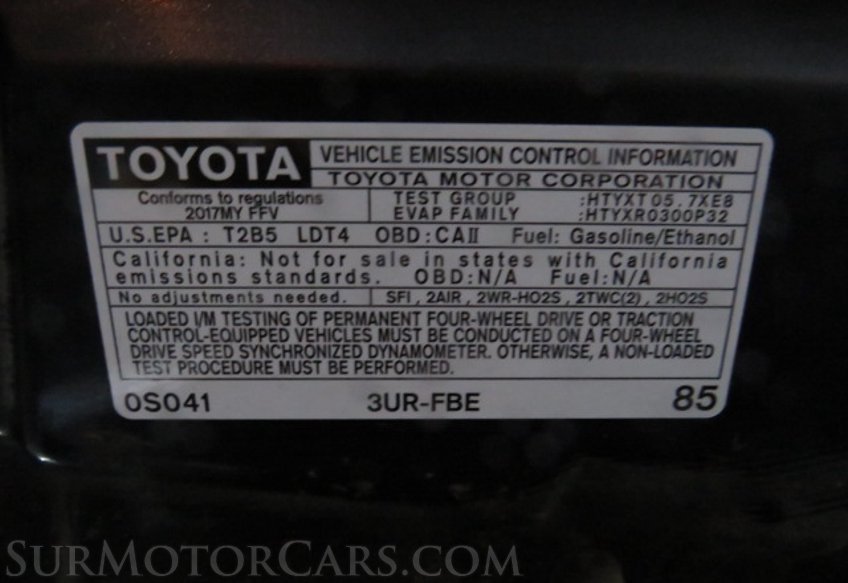 TOYOTA
VEHICLE EMISSION CONTROL INFORMATION
TOYOTA MOTOR CORPORATION
Conforms to regulations
2017MY FFV
TEST GROUP :HTYXT05.7XE8
EVAP FAMILY :HTYXR0300P32
U.S.EPA : T2B5 LDT4 OBD:CAII Fuel: Gasoline/Ethanol
California: Not for sale in states with California
emissions standards. OBD:N/A Fuel:N/A
No adjustments needed.
SFI , 2AIR , 2WR-HO2S , 2TWC(2) , 2HO2S
LOADED I/M TESTING OF PERMANENT FOUR-WHEEL DRIVE OR TRACTION
CONTROL-EQUIPPED VEHICLES MUST BE CONDUCTED ON A FOUR-WHEEL
DRIVE SPEED SYNCHRONIZED DYNAMOMETER. OTHERWISE, A NON-LOADED
TEST PROCEDURE MUST BE PERFORMED.
0S041 3UR-FBE 85
SurMotorCars.com